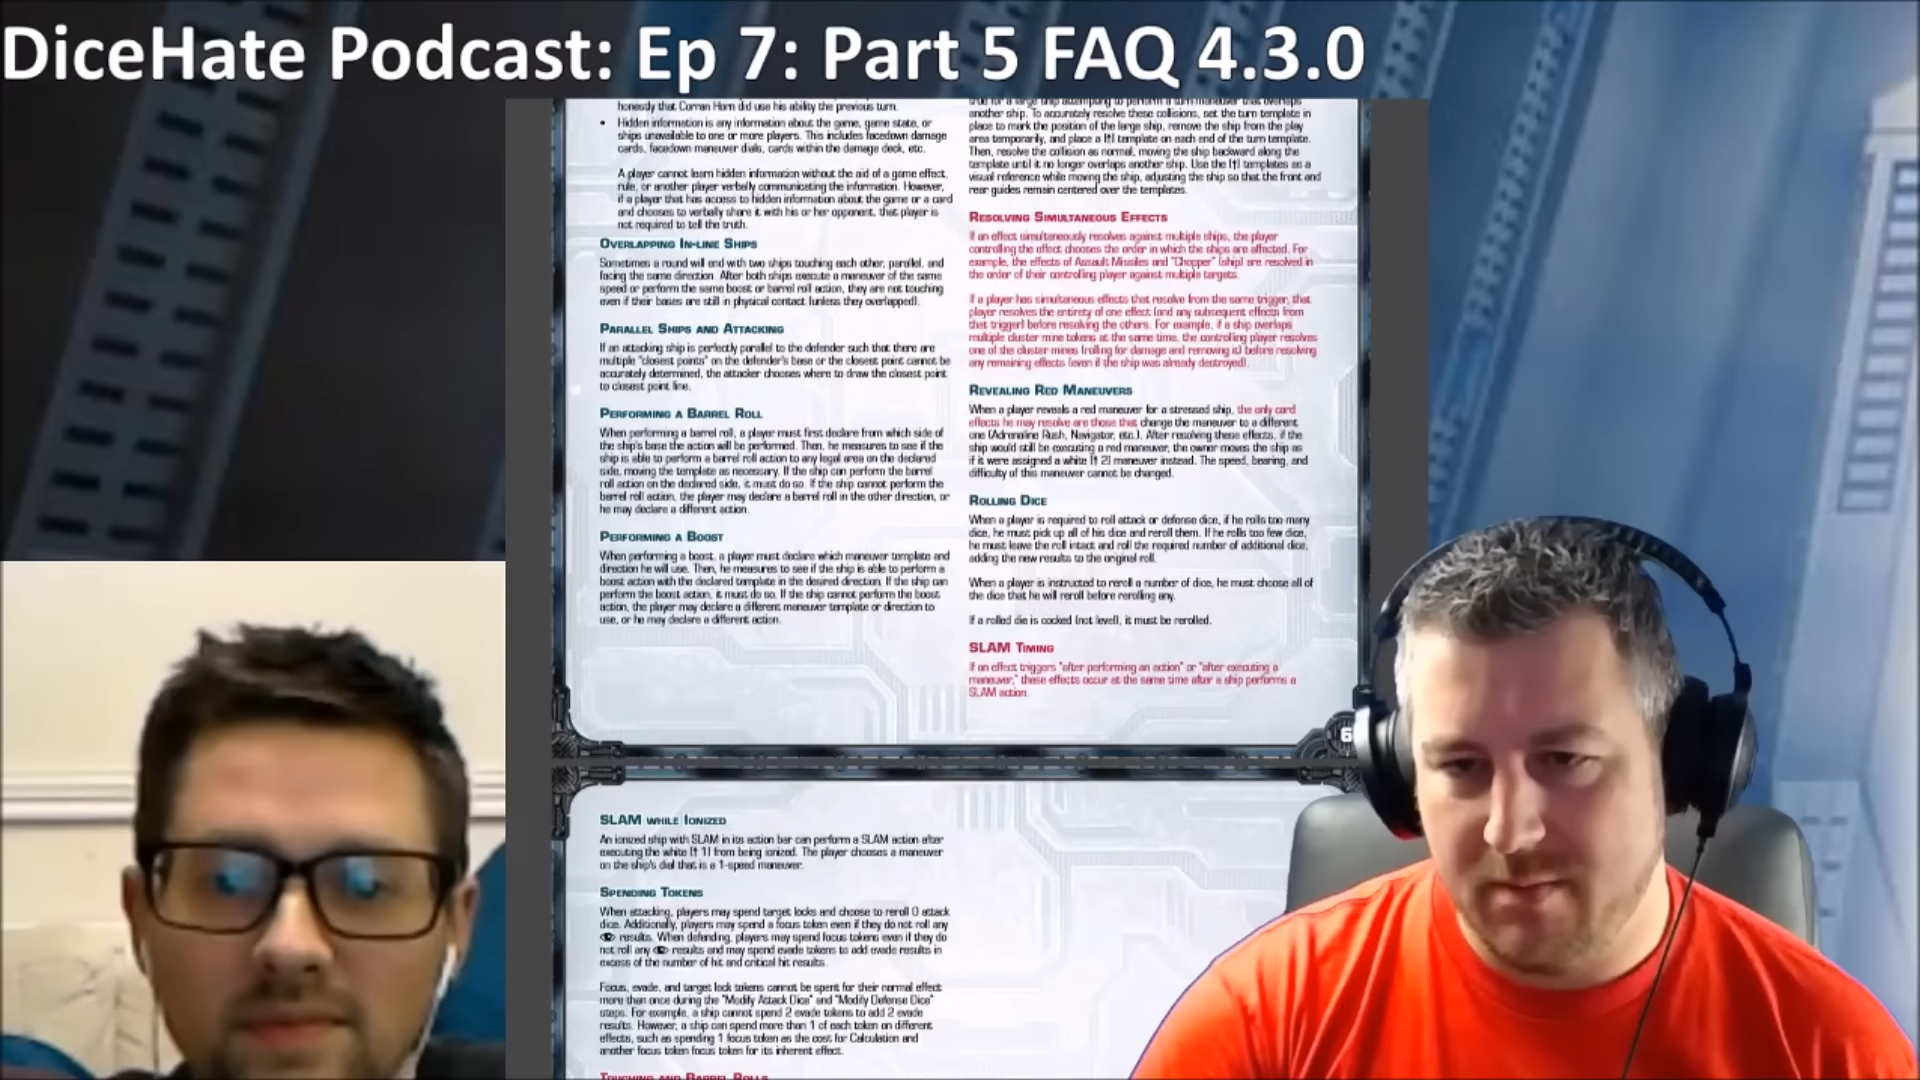 DiceHate Podcast: Ep 7: Part 5 FAQ 4.3.0
honestly that Corran Horn did use his ability the previous turn.
• Hidden information is any information about the game, game state, or
ships unavailable to one or more players. This includes facedown damage
cards, facedown maneuver dials, cards within the damage deck, etc.
A player cannot learn hidden information without the aid of a game effect,
rule, or another player verbally communicating the information. However,
if a player that has access to hidden information about the game or a card
and chooses to verbally share it with his or her opponent, that player is
not required to tell the truth.
Overlapping In-line Ships
Sometimes a round will end with two ships touching each other, parallel, and
facing the same direction. After both ships execute a maneuver of the same
speed or perform the same boost or barrel roll action, they are not touching
even if their bases are still in physical contact (unless they overlapped).
Parallel Ships and Attacking
If an attacking ship is perfectly parallel to the defender such that there are
multiple "closest points" on the defender's base or the closest point cannot be
accurately determined, the attacker chooses where to draw the closest point
to closest point line.
Performing a Barrel Roll
When performing a barrel roll, a player must first declare from which side of
the ship's base the action will be performed. Then, he measures to see if the
ship is able to perform a barrel roll action to any legal area on the declared
side, moving the template as necessary. If the ship can perform the barrel
roll action on the declared side, it must do so. If the ship cannot perform the
barrel roll action, the player may declare a barrel roll in the other direction, or
he may declare a different action.
Performing a Boost
When performing a boost, a player must declare which maneuver template and
direction he will use. Then, he measures to see if the ship is able to perform a
boost action with the declared template in the desired direction. If the ship can
perform the boost action, it must do so. If the ship cannot perform the boost
action, the player may declare a different maneuver template or direction to
use, or he may declare a different action.
true for a large ship attempting to perform a turn maneuver that overlaps
another ship. To accurately resolve these collisions, set the turn template in
place to mark the position of the large ship, remove the ship from the play
area temporarily, and place a [↑] template on each end of the turn template.
Then, resolve the collision as normal, moving the ship backward along the
template until it no longer overlaps another ship. Use the [↑] templates as a
visual reference while moving the ship, adjusting the ship so that the front and
rear guides remain centered over the templates.
Resolving Simultaneous Effects
If an effect simultaneously resolves against multiple ships, the player
controlling the effect chooses the order in which the ships are affected. For
example, the effects of Assault Missiles and "Chopper" (ship) are resolved in
the order of their controlling player against multiple targets.
If a player has simultaneous effects that resolve from the same trigger, that
player resolves the entirety of one effect (and any subsequent effects from
that trigger) before resolving the others. For example, if a ship overlaps
multiple cluster mine tokens at the same time, the controlling player resolves
one of the cluster mines (rolling for damage and removing it) before resolving
any remaining effects (even if the ship was already destroyed).
Revealing Red Maneuvers
When a player reveals a red maneuver for a stressed ship, the only card
effects he may resolve are those that change the maneuver to a different
one (Adrenaline Rush, Navigator, etc.). After resolving these effects, if the
ship would still be executing a red maneuver, the owner moves the ship as
if it were assigned a white [↑ 2] maneuver instead. The speed, bearing, and
difficulty of this maneuver cannot be changed.
Rolling Dice
When a player is required to roll attack or defense dice, if he rolls too many
dice, he must pick up all of his dice and reroll them. If he rolls too few dice,
he must leave the roll intact and roll the required number of additional dice,
adding the new results to the original roll.
When a player is instructed to reroll a number of dice, he must choose all of
the dice that he will reroll before rerolling any.
If a rolled die is cocked (not level), it must be rerolled.
SLAM Timing
If an effect triggers "after performing an action" or "after executing a
maneuver," these effects occur at the same time after a ship performs a
SLAM action.
6
SLAM while Ionized
An ionized ship with SLAM in its action bar can perform a SLAM action after
executing the white [↑ 1] from being ionized. The player chooses a maneuver
on the ship's dial that is a 1-speed maneuver.
Spending Tokens
When attacking, players may spend target locks and choose to reroll 0 attack
dice. Additionally, players may spend a focus token even if they do not roll any
results. When defending, players may spend focus tokens even if they do
not roll any results and may spend evade tokens to add evade results in
excess of the number of hit and critical hit results.
Focus, evade, and target lock tokens cannot be spent for their normal effect
more than once during the "Modify Attack Dice" and "Modify Defense Dice"
steps. For example, a ship cannot spend 2 evade tokens to add 2 evade
results. However, a ship can spend more than 1 of each token on different
effects, such as spending 1 focus token as the cost for Calculation and
another focus token focus token for its inherent effect.
Touching and Barrel Rolls